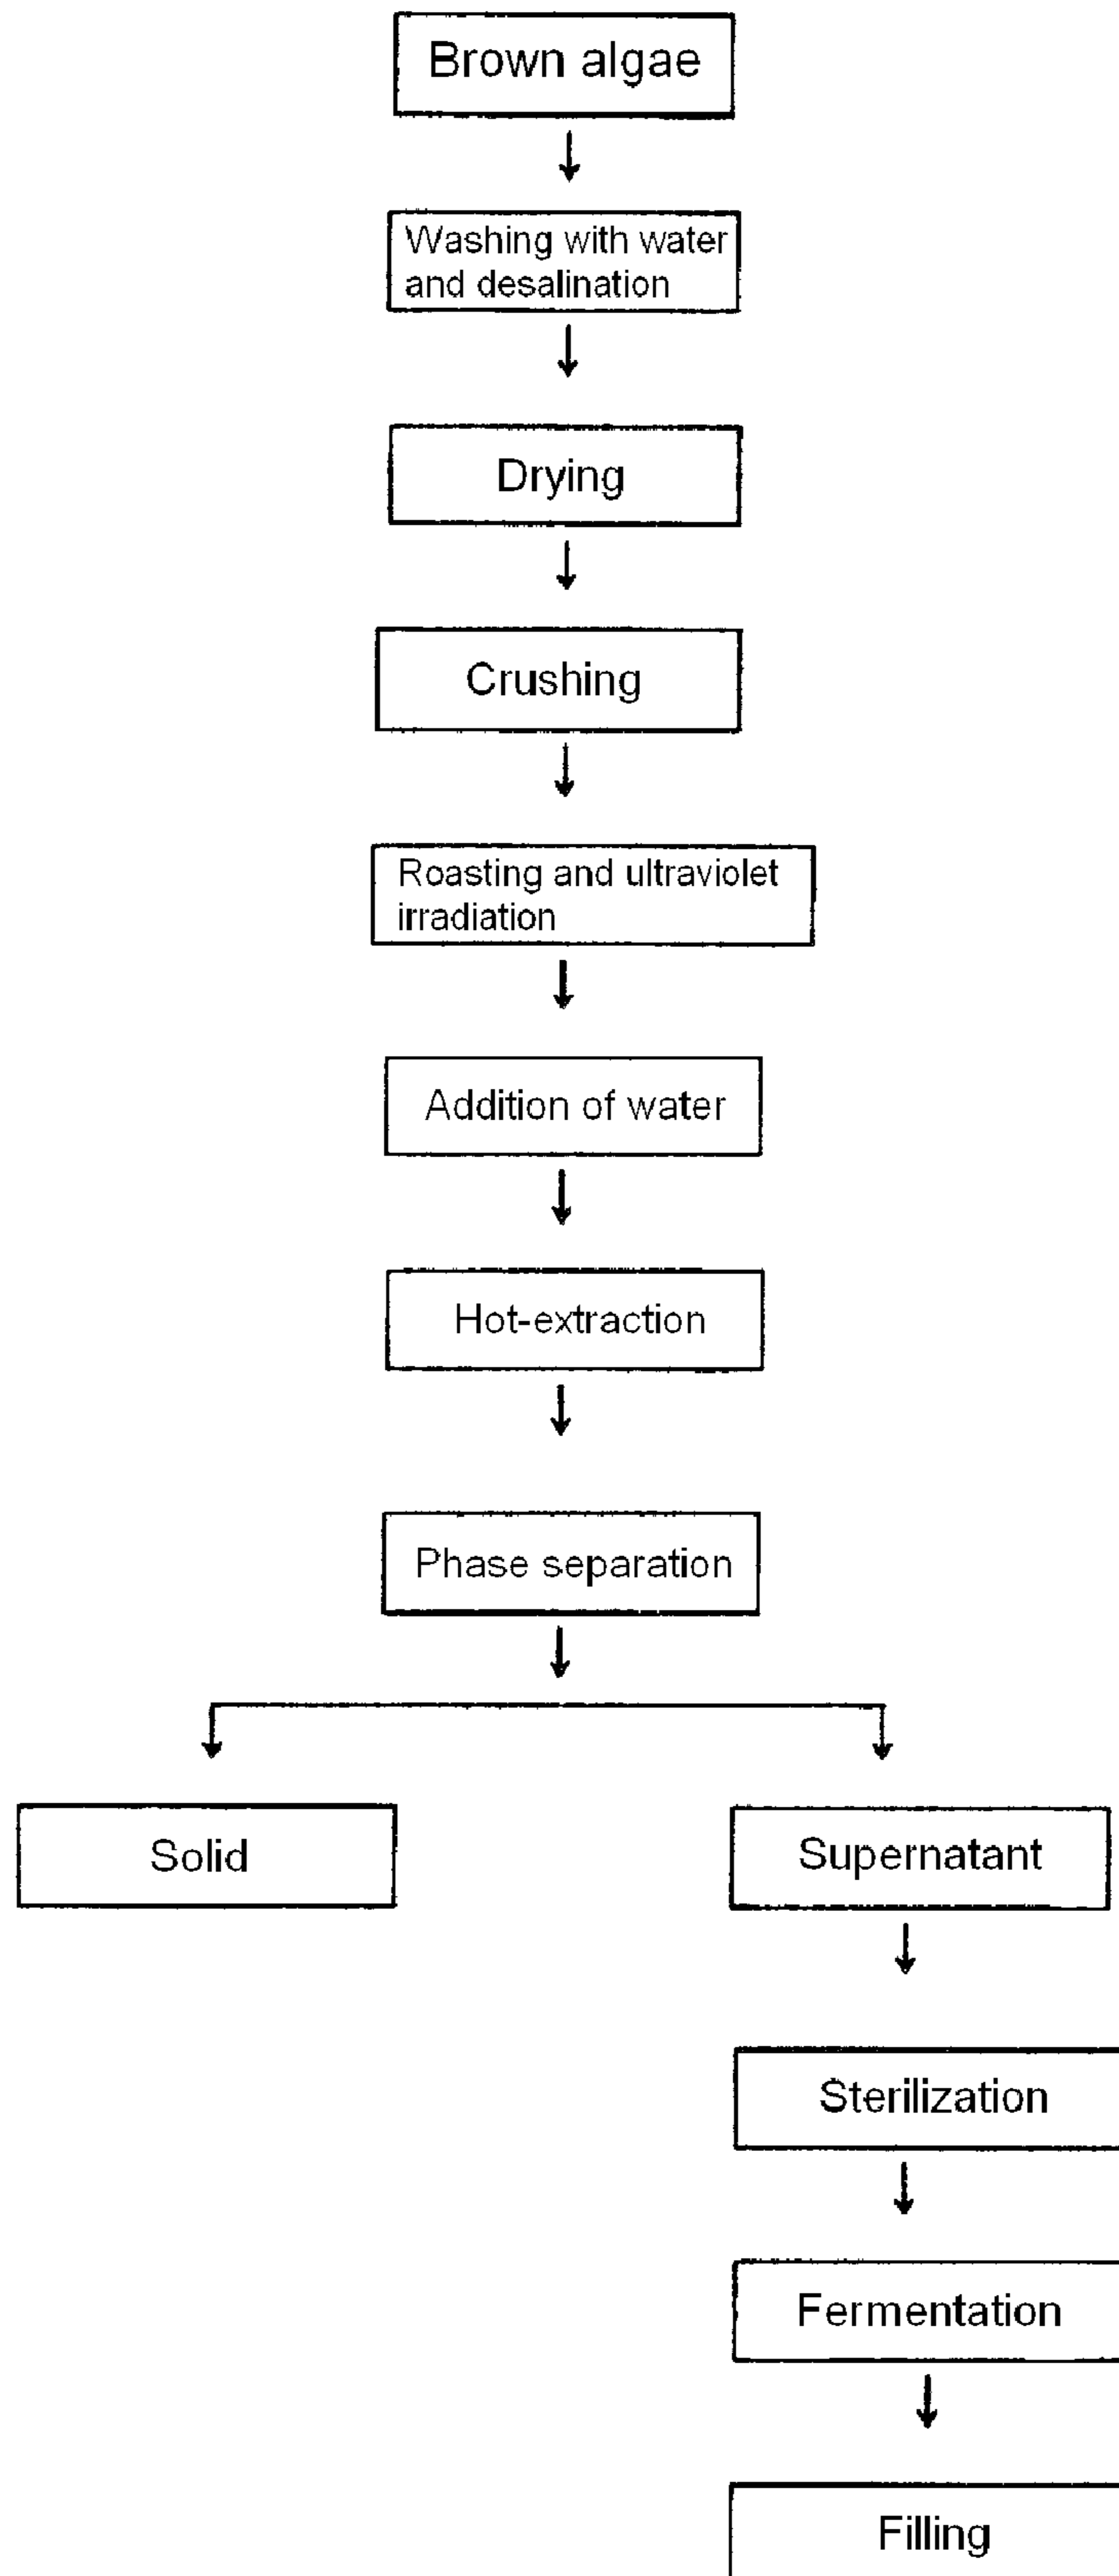 Brown algae
Washing with water
and desalination
Drying
Crushing
Roasting and ultraviolet
irradiation
Addition of water
Hot-extraction
Phase separation
Solid
Supernatant
Sterilization
Fermentation
Filling